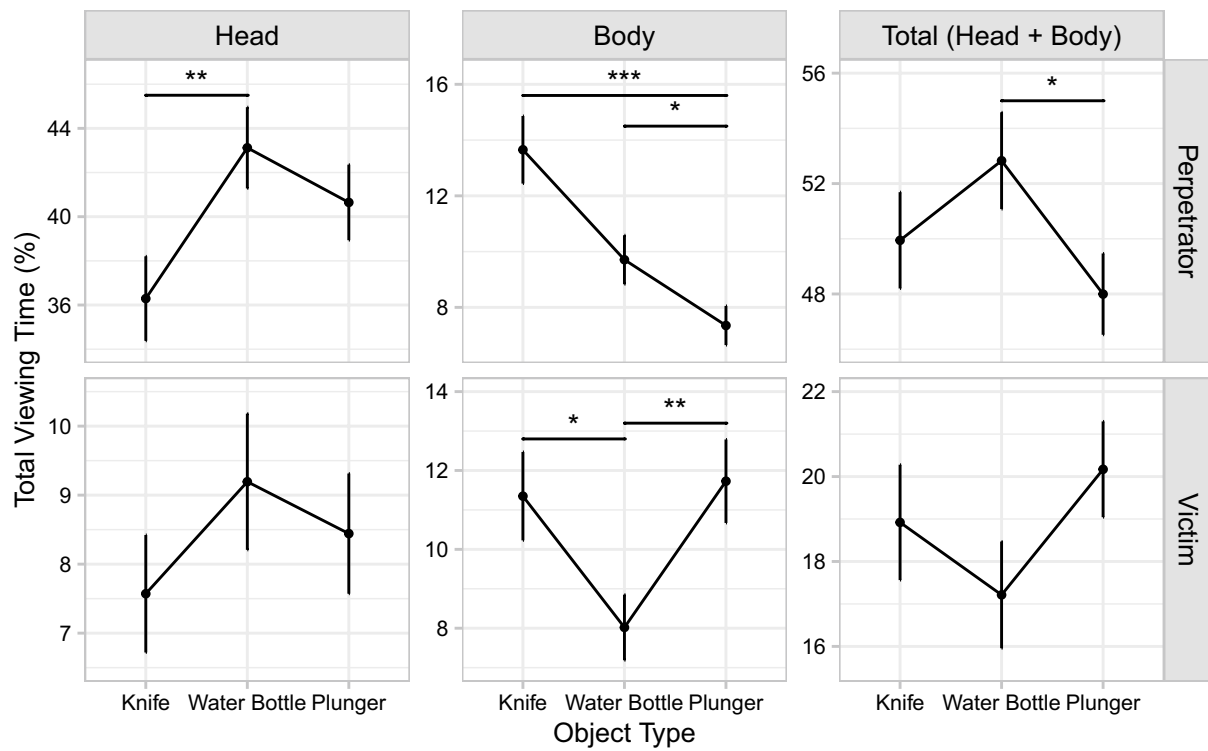 Head Body Total (Head + Body)
Total Viewing Time (%)
** *** * *
44 40 36
16 12 8
56 52 48
Perpetrator
* **
10 9 8 7
14 12 10 8
22 20 18 16
Victim
Knife Water Bottle Plunger Knife Water Bottle Plunger Knife Water Bottle Plunger
Object Type